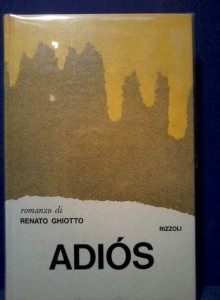 romanzo di
RENATO GHIOTTO
RIZZOLI
ADIÓS